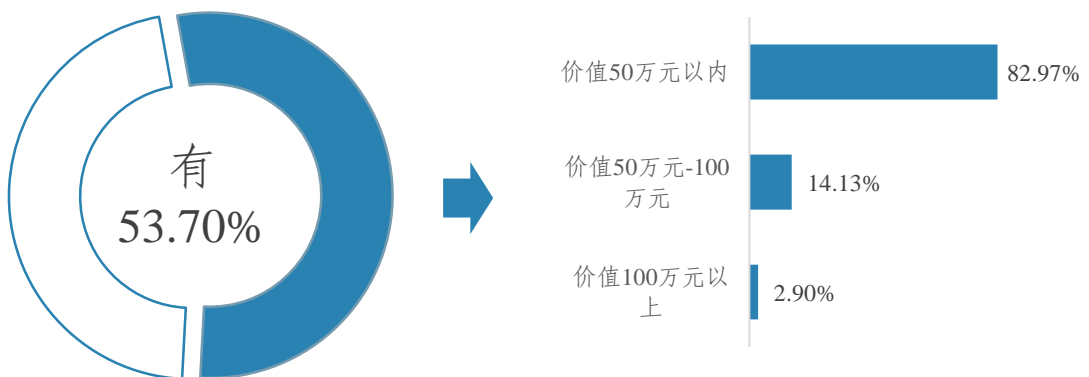 有
53.70%
价值50万元以内
82.97%
价值50万元-100
万元
14.13%
价值100万元以
上
2.90%